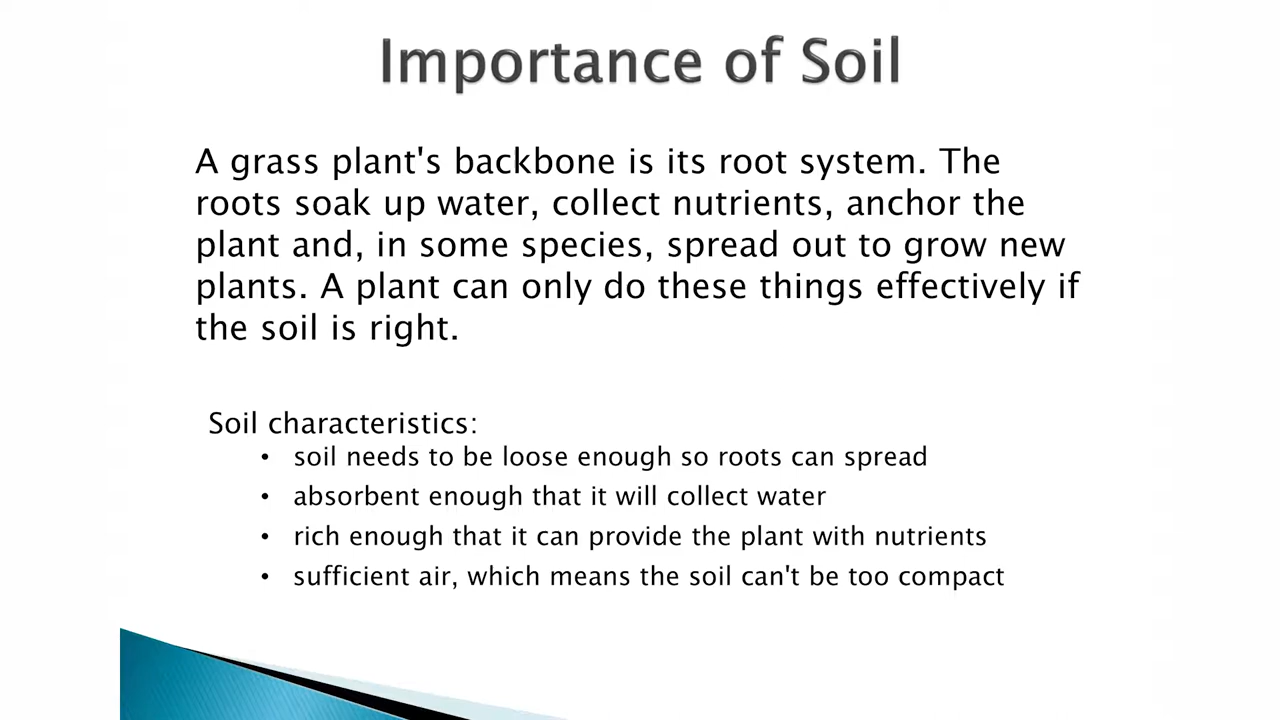 Importance of Soil
A grass plant's backbone is its root system. The
roots soak up water, collect nutrients, anchor the
plant and, in some species, spread out to grow new
plants. A plant can only do these things effectively if
the soil is right.
Soil characteristics:
• soil needs to be loose enough so roots can spread
• absorbent enough that it will collect water
• rich enough that it can provide the plant with nutrients
• sufficient air, which means the soil can't be too compact